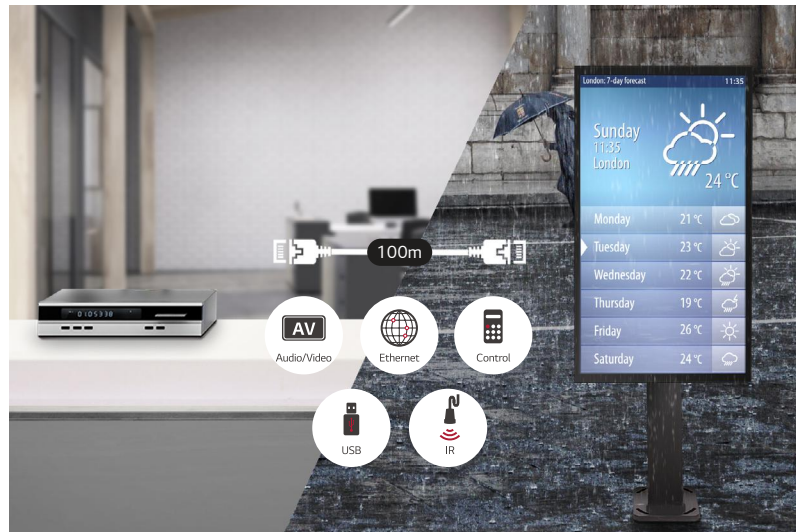 London: 7-day forecast 11:35
Sunday
11:35
London
24 °C
Monday 21 °C
Tuesday 23 °C
Wednesday 22 °C
Thursday 19 °C
Friday 26 °C
Saturday 24 °C
100m
0105338
AV
Audio/Video
Ethernet
Control
USB
IR